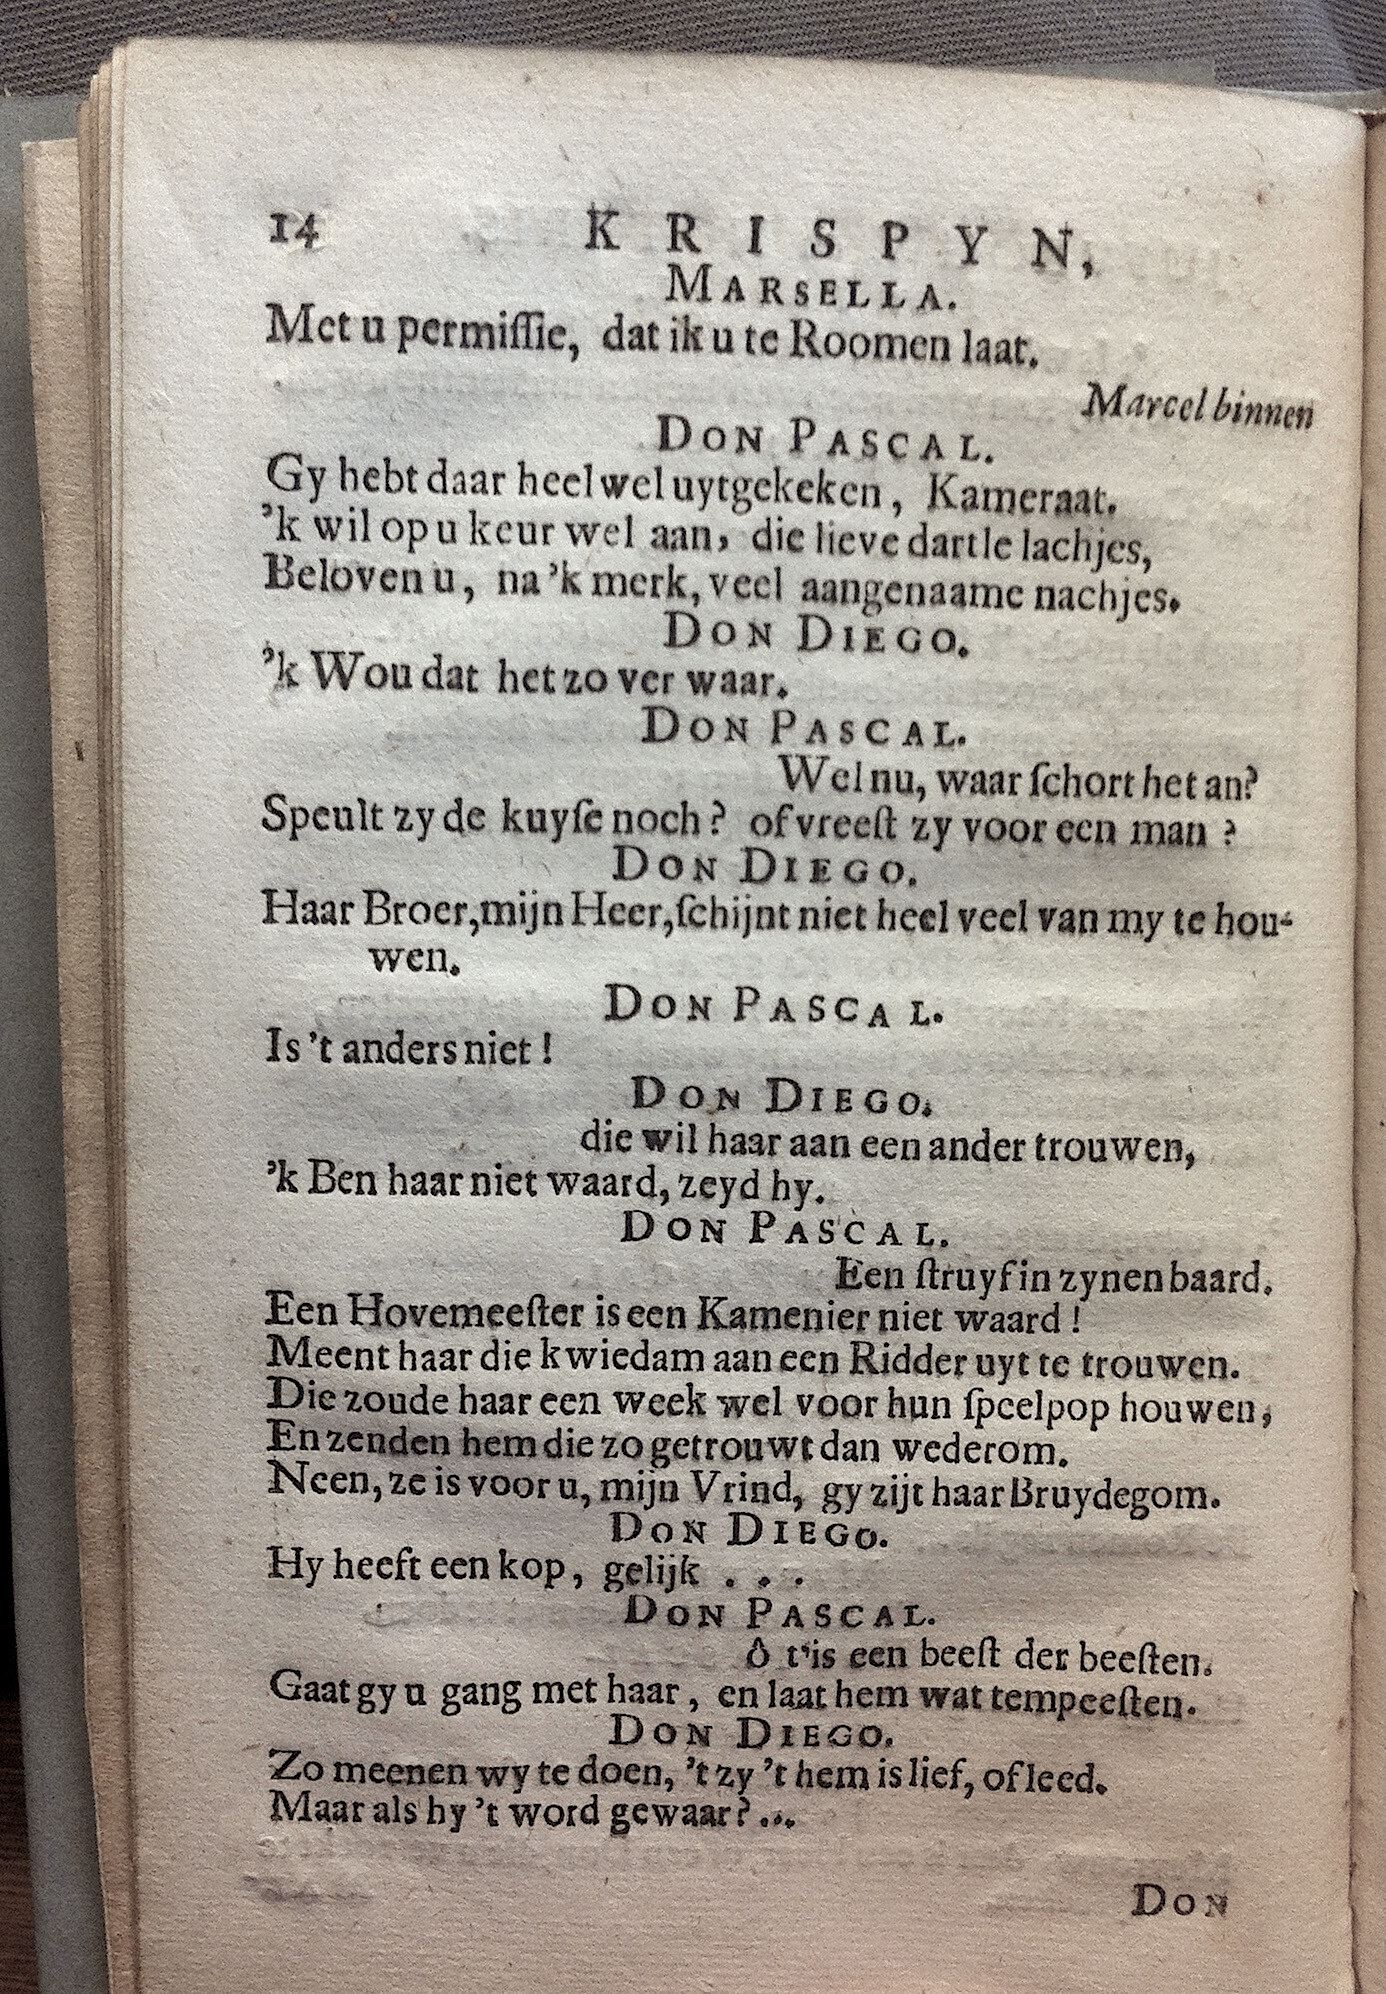 14 KRISPYN,
MARSELLA.
Met u permiſſie, dat ik u te Roomen laat.
Marcel binnen
DON PASCAL.
Gy hebt daar heel wel uytgekeken, Kameraat.
’k wil op u keur wel aan, die lieve dartle lachjes,
Beloven u, na ’k merk, veel aangenaame nachjes.
DON DIEGO.
’k Wou dat het zo ver waar.
DON PASCAL.
Wel nu, waar ſchort het an?
Speult zy de kuyſe noch? of vreeſt zy voor een man?
DON DIEGO.
Haar Broer, mijn Heer, ſchijnt niet heel veel van my te hou-
wen.
DON PASCAL.
Is ’t anders niet!
DON DIEGO.
die wil haar aan een ander trouwen,
’k Ben haar niet waard, zeyd hy.
DON PASCAL.
Een ſtruyf in zynen baard.
Een Hovemeeſter is een Kamenier niet waard!
Meent haar die kwiedam aan een Ridder uyt te trouwen.
Die zoude haar een week wel voor hun ſpeelpop houwen,
En zenden hem die zo getrouwt dan wederom.
Neen, ze is voor u, mijn Vrind, gy zijt haar Bruydegom.
DON DIEGO.
Hy heeft een kop, gelijk . . .
DON PASCAL.
ô t’is een beeſt der beeſten.
Gaat gy u gang met haar, en laat hem wat tempeeſten.
DON DIEGO.
Zo meenen wy te doen, ’t zy ’t hem is lief, of leed.
Maar als hy ’t word gewaar?...
DON